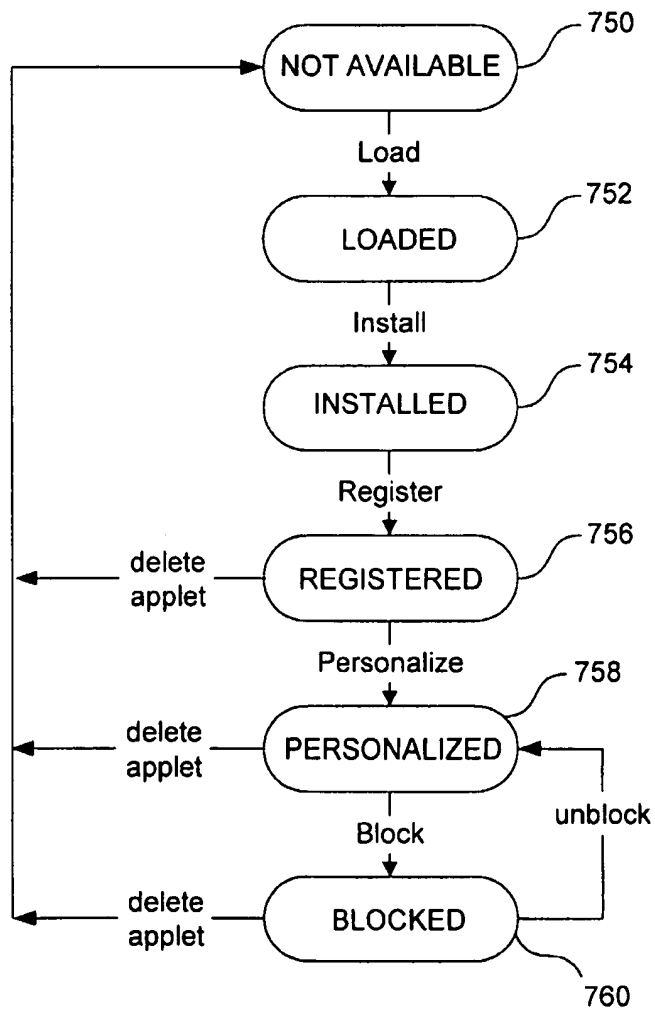 750
NOT AVAILABLE
Load
752
LOADED
Install
754
INSTALLED
Register
756
delete
applet
REGISTERED
Personalize
758
delete
applet
PERSONALIZED
unblock
Block
delete
applet
BLOCKED
760